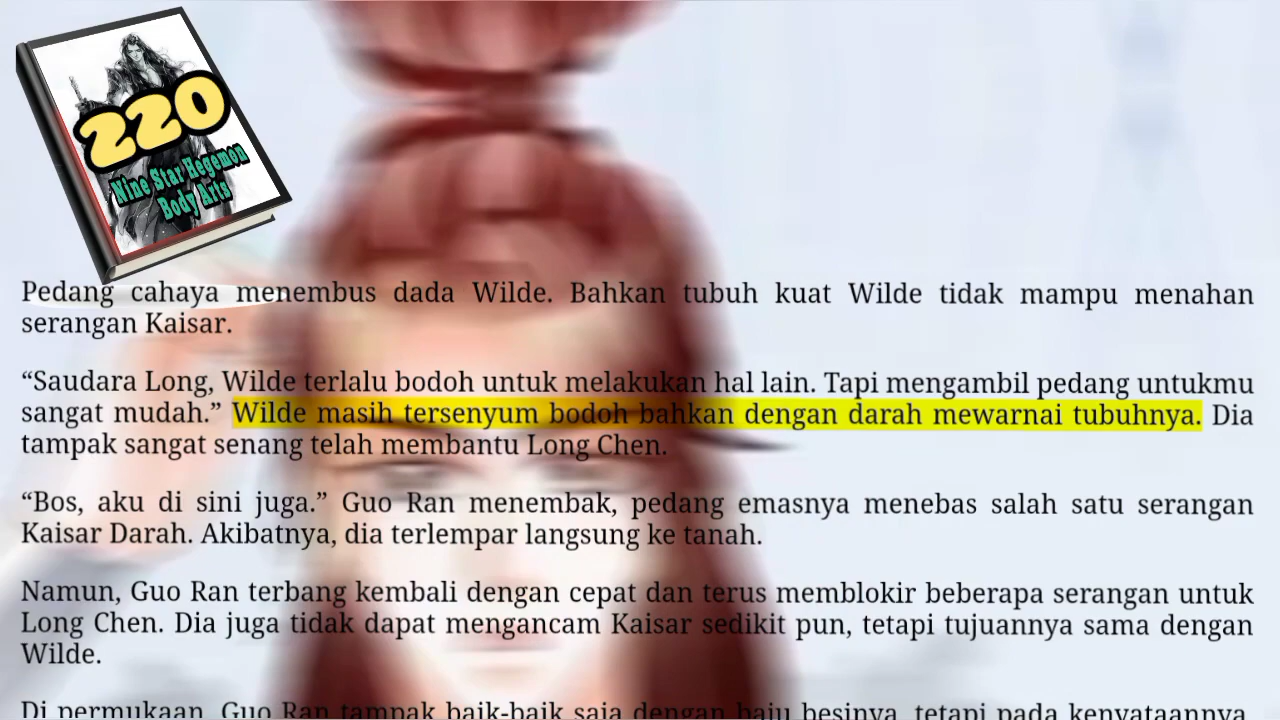 220
Nine Star Hegemon
Body Arts
Pedang cahaya menembus dada Wilde. Bahkan tubuh kuat Wilde tidak mampu menahan
serangan Kaisar.
“Saudara Long, Wilde terlalu bodoh untuk melakukan hal lain. Tapi mengambil pedang untukmu
sangat mudah.” Wilde masih tersenyum bodoh bahkan dengan darah mewarnai tubuhnya. Dia
tampak sangat senang telah membantu Long Chen.
“Bos, aku di sini juga.” Guo Ran menembak, pedang emasnya menebas salah satu serangan
Kaisar Darah. Akibatnya, dia terlempar langsung ke tanah.
Namun, Guo Ran terbang kembali dengan cepat dan terus memblokir beberapa serangan untuk
Long Chen. Dia juga tidak dapat mengancam Kaisar sedikit pun, tetapi tujuannya sama dengan
Wilde.
Di permukaan, Guo Ran tampak baik-baik saja dengan baju besinya, tetapi pada kenyataannya,